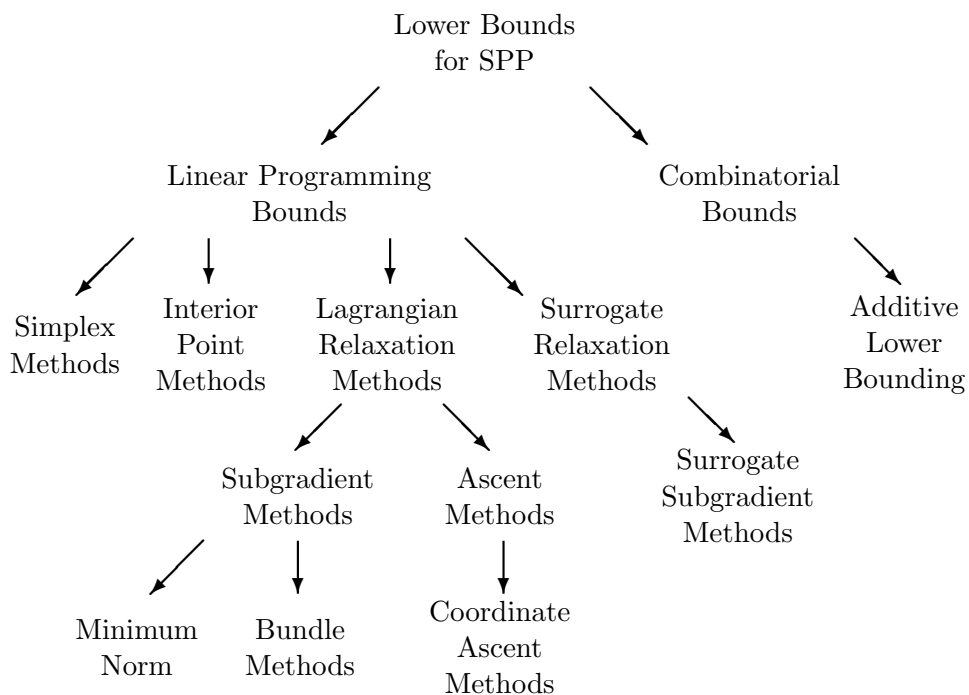 Lower Bounds
for SPP
Linear Programming
Bounds
Combinatorial
Bounds
Simplex
Methods
Interior
Point
Methods
Lagrangian
Relaxation
Methods
Surrogate
Relaxation
Methods
Additive
Lower
Bounding
Subgradient
Methods
Ascent
Methods
Surrogate
Subgradient
Methods
Minimum
Norm
Bundle
Methods
Coordinate
Ascent
Methods